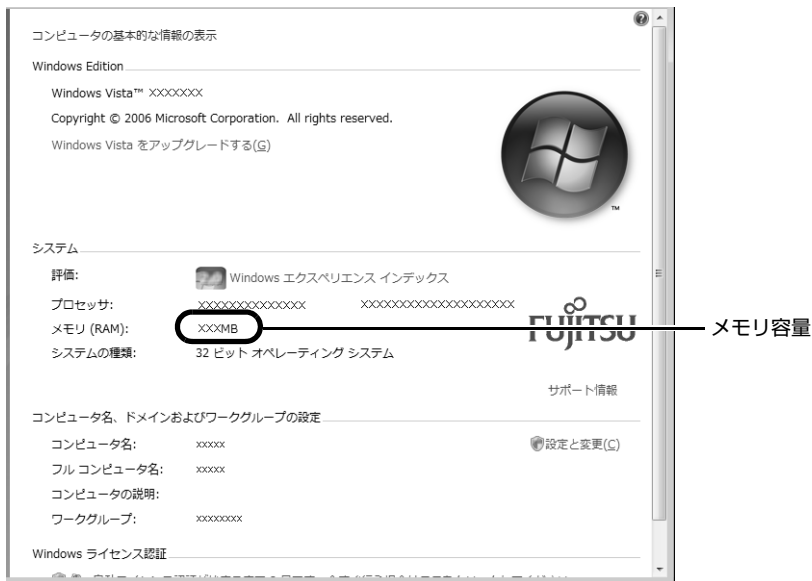 コンピュータの基本的な情報の表示
Windows Edition
Windows Vista™ XXXXXXX
Copyright © 2006 Microsoft Corporation. All rights reserved.
Windows Vista をアップグレードする(G)
TM
システム
評価: Windows エクスペリエンス インデックス
プロセッサ: XXXXXXXXXXXXXX XXXXXXXXXXXXXXXXXXXX
メモリ (RAM): XXXMB
FUJITSU
メモリ容量
システムの種類: 32 ビット オペレーティング システム
サポート情報
コンピュータ名、ドメインおよびワークグループの設定
コンピュータ名: xxxxx
設定と変更(C)
フル コンピュータ名: xxxxx
コンピュータの説明:
ワークグループ: xxxxxxxx
Windows ライセンス認証